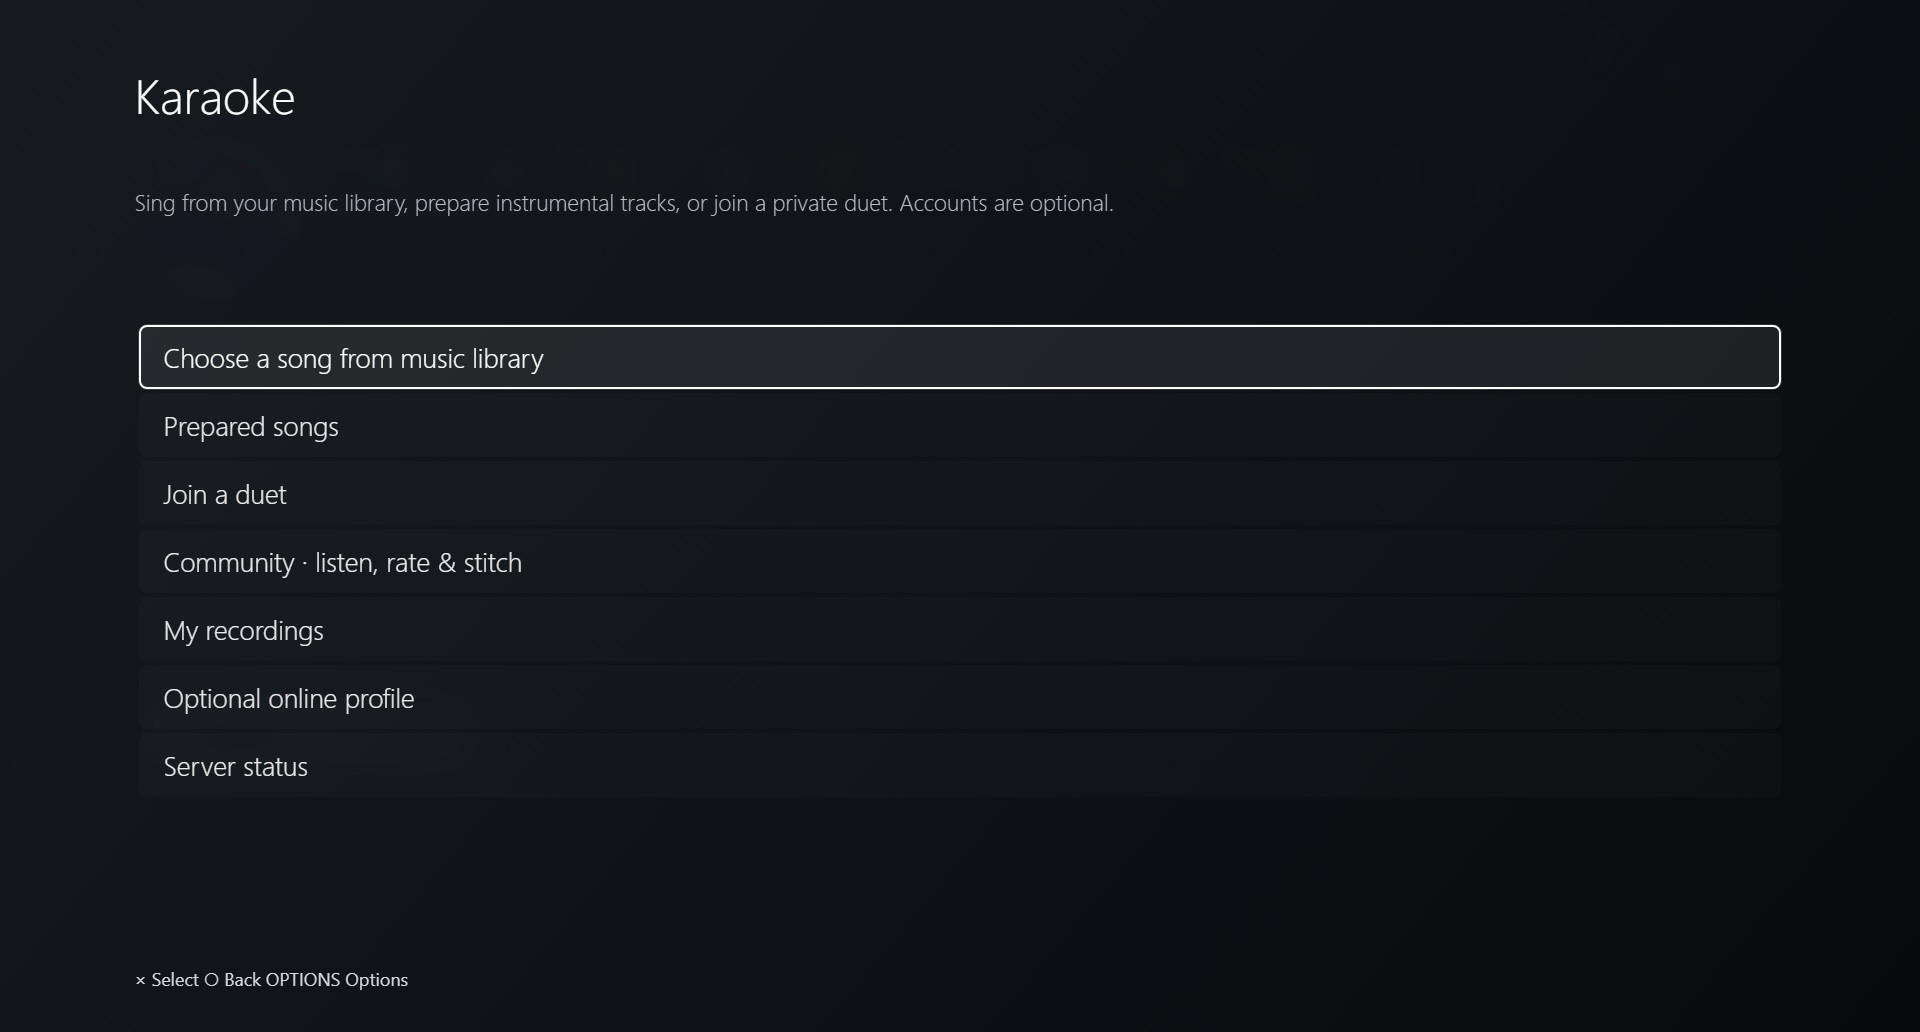 Karaoke
Sing from your music library, prepare instrumental tracks, or join a private duet. Accounts are optional.
Choose a song from music library
Prepared songs
Join a duet
Community · listen, rate & stitch
My recordings
Optional online profile
Server status
× Select ○ Back OPTIONS Options